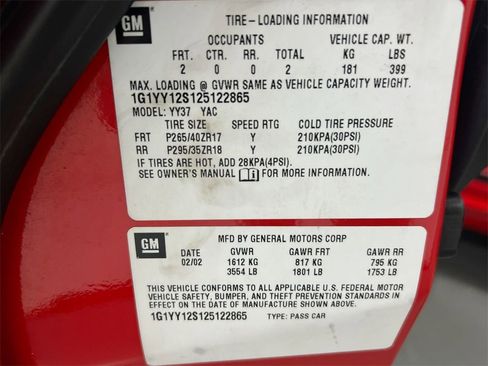 GM
TIRE-LOADING INFORMATION
OCCUPANTS VEHICLE CAP. WT.
FRT. CTR. RR. TOTAL KG LBS
2 0 0 2 181 399
MAX. LOADING @ GVWR SAME AS VEHICLE CAPACITY WEIGHT.
1G1YY12S125122865
MODEL: YY37 YAC
TIRE SIZE SPEED RTG COLD TIRE PRESSURE
FRT P265/40ZR17 Y 210KPA(30PSI)
RR P295/35ZR18 Y 210KPA(30PSI)
IF TIRES ARE HOT, ADD 28KPA(4PSI).
SEE OWNER'S MANUAL FOR MORE INFORMATION.
GM
MFD BY GENERAL MOTORS CORP
DATE GVWR GAWR FRT GAWR RR
02/02 1612 KG 817 KG 795 KG
3554 LB 1801 LB 1753 LB
THIS VEHICLE CONFORMS TO ALL APPLICABLE U.S. FEDERAL MOTOR
VEHICLE SAFETY, BUMPER, AND THEFT PREVENTION STANDARDS IN
EFFECT ON THE DATE OF MANUFACTURE SHOWN ABOVE.
1G1YY12S125122865 TYPE: PASS CAR